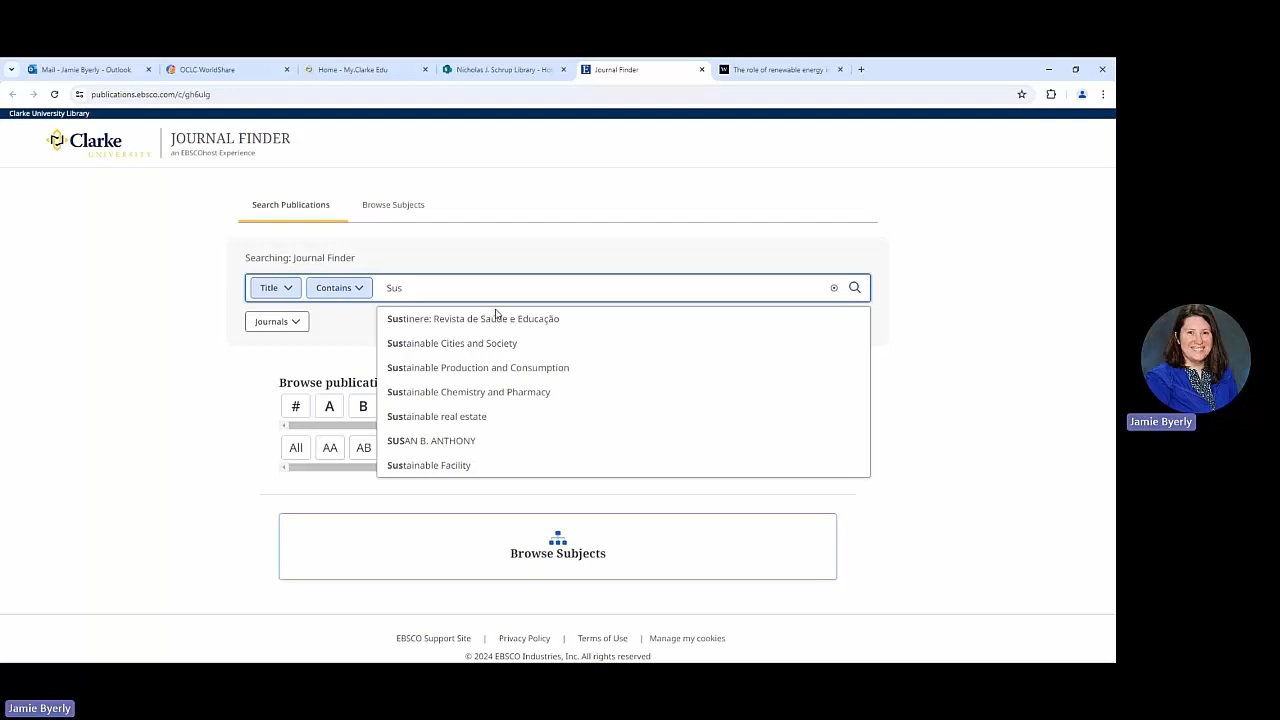 Mail - Jamie Byerly - Outlook
OCLC WorldShare
Home - My.Clarke Edu
Nicholas J. Schrup Library - Ho
Journal Finder
The role of renewable energy i
publications.ebsco.com/c/gh6ulg
Clarke University Library
Clarke
UNIVERSITY
JOURNAL FINDER
an EBSCOhost Experience
Search Publications
Browse Subjects
Searching: Journal Finder
Title
Contains
Sus
Journals
Sustinere: Revista de Saúde e Educação
Sustainable Cities and Society
Sustainable Production and Consumption
Sustainable Chemistry and Pharmacy
Sustainable real estate
SUSAN B. ANTHONY
Sustainable Facility
Browse publicati
# A B
All AA AB
Browse Subjects
EBSCO Support Site | Privacy Policy | Terms of Use | Manage my cookies
© 2024 EBSCO Industries, Inc. All rights reserved
Jamie Byerly
Jamie Byerly